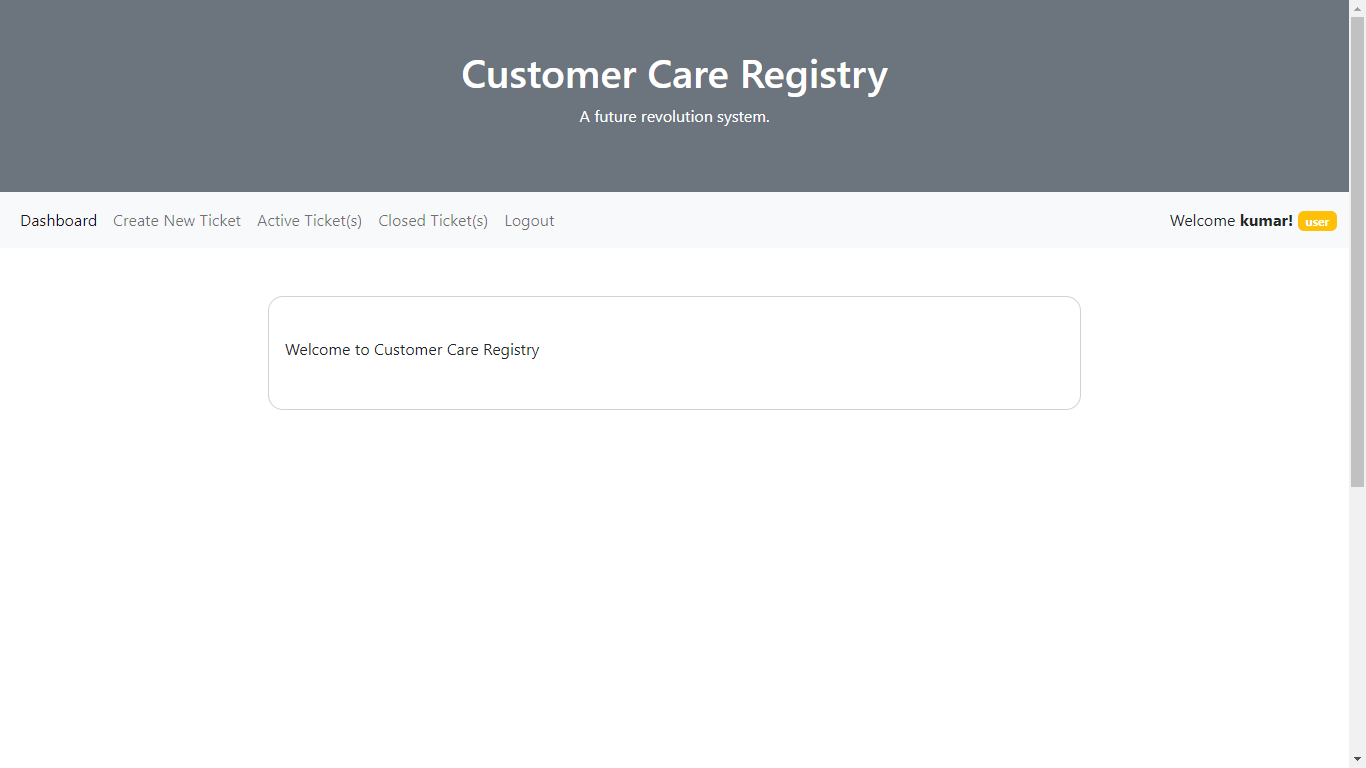 Customer Care Registry
A future revolution system.
Dashboard Create New Ticket Active Ticket(s) Closed Ticket(s) Logout Welcome kumar! user
Welcome to Customer Care Registry